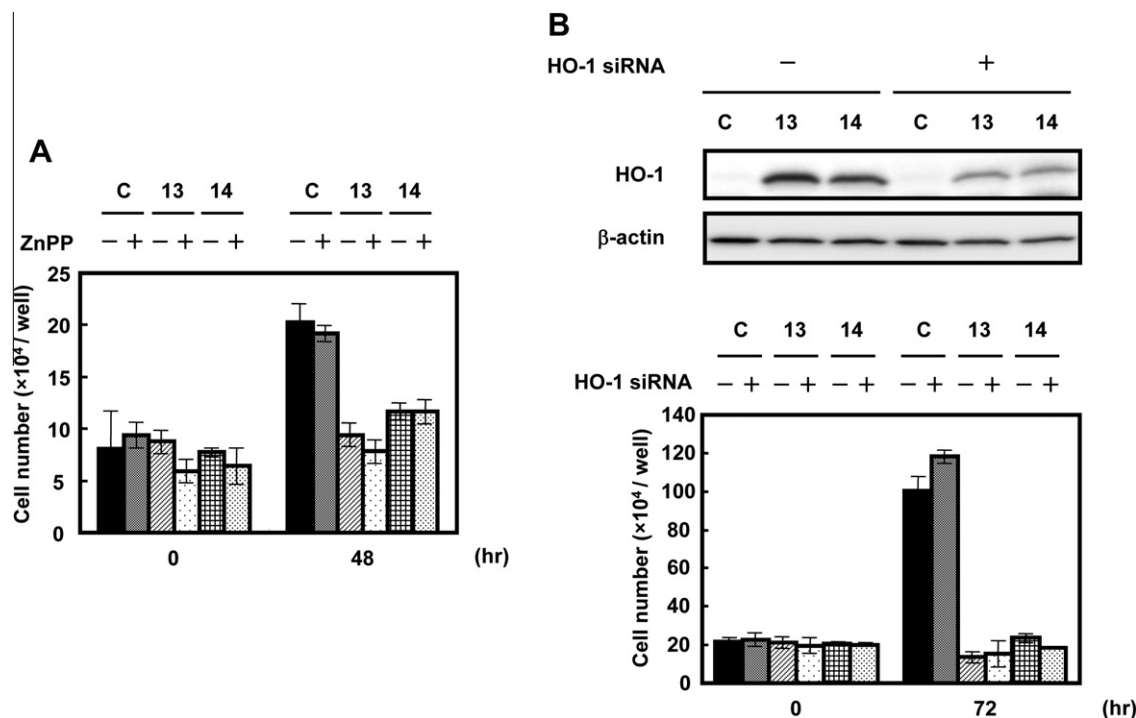 A
C 13 14 C 13 14
ZnPP − + − + − + − + − + − +
Cell number (×10⁴ / well)
25
20
15
10
5
0
0 48 (hr)
B
HO-1 siRNA − +
C 13 14 C 13 14
HO-1
β-actin
C 13 14 C 13 14
HO-1 siRNA − + − + − + − + − + − +
Cell number (×10⁴ / well)
140
120
100
80
60
40
20
0
0 72 (hr)